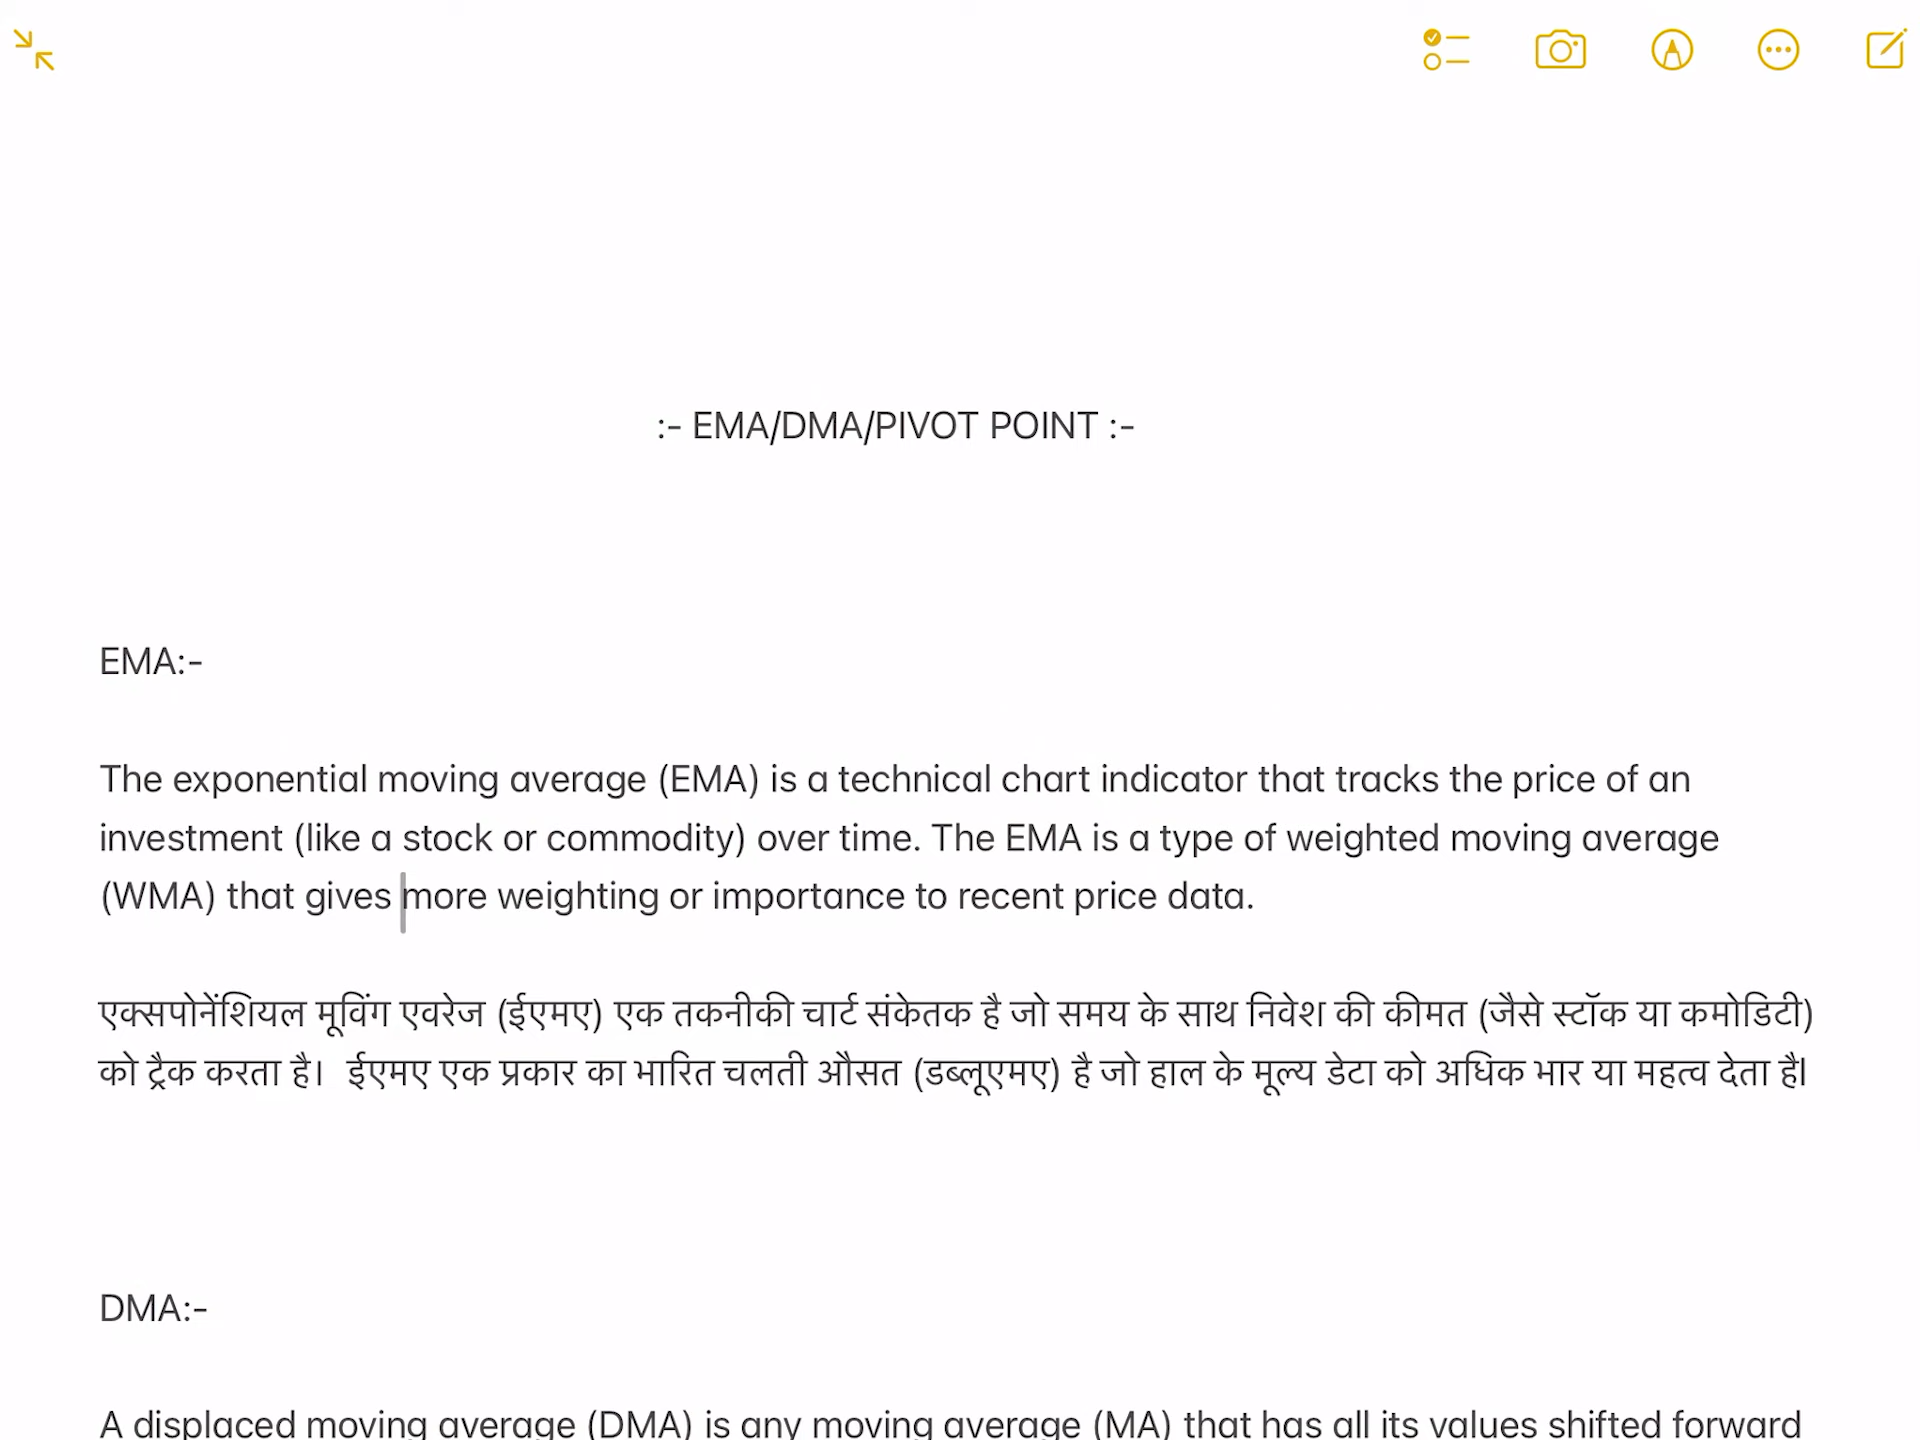 :- EMA/DMA/PIVOT POINT :-
EMA:-
The exponential moving average (EMA) is a technical chart indicator that tracks the price of an
investment (like a stock or commodity) over time. The EMA is a type of weighted moving average
(WMA) that gives more weighting or importance to recent price data.
एक्सपोनेंशियल मूविंग एवरेज (ईएमए) एक तकनीकी चार्ट संकेतक है जो समय के साथ निवेश की कीमत (जैसे स्टॉक या कमोडिटी)
को ट्रैक करता है।  ईएमए एक प्रकार का भारित चलती औसत (डब्लूएमए) है जो हाल के मूल्य डेटा को अधिक भार या महत्व देता है।
DMA:-
A displaced moving average (DMA) is any moving average (MA) that has all its values shifted forward